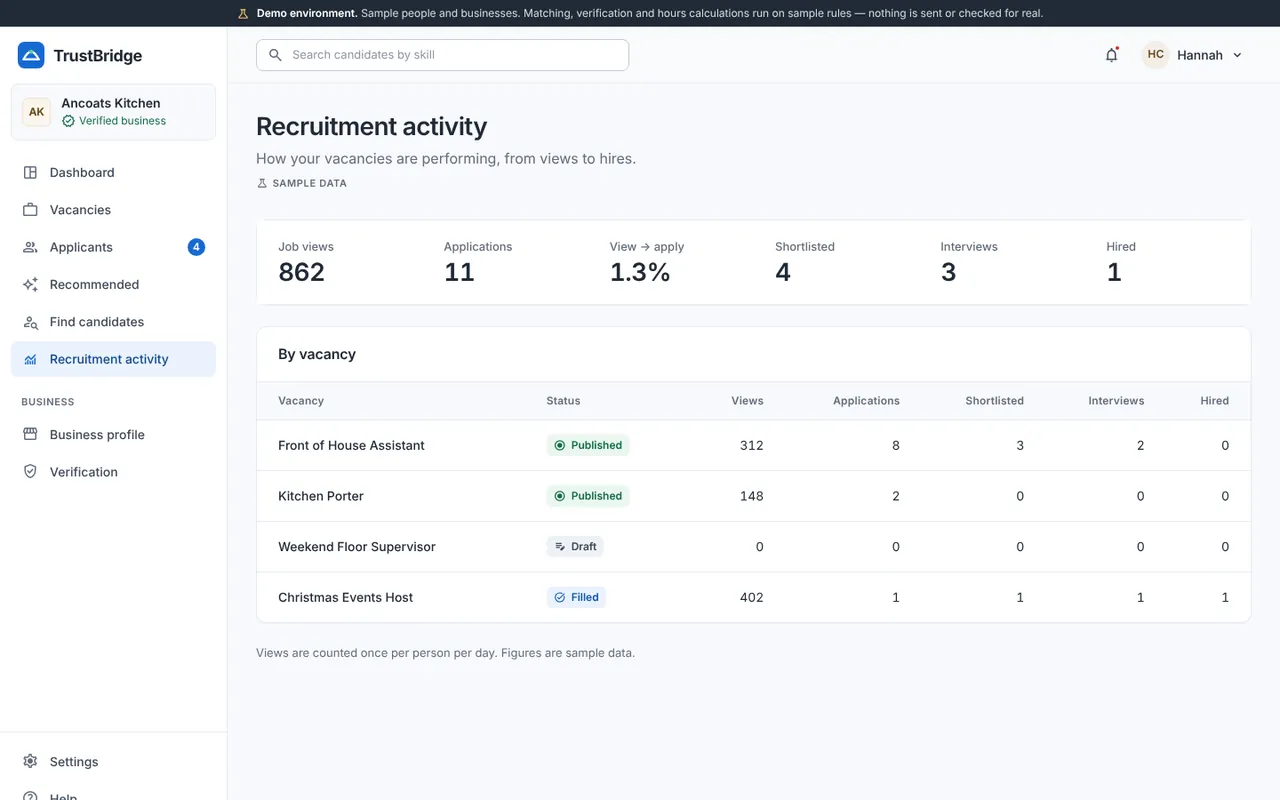 Demo environment. Sample people and businesses. Matching, verification and hours calculations run on sample rules — nothing is sent or checked for real.
TrustBridge
Search candidates by skill
HC Hannah
AK
Ancoats Kitchen
Verified business
Dashboard
Vacancies
Applicants 4
Recommended
Find candidates
Recruitment activity
BUSINESS
Business profile
Verification
Settings
Help
Recruitment activity
How your vacancies are performing, from views to hires.
SAMPLE DATA
Job views Applications View → apply Shortlisted Interviews Hired
862 11 1.3% 4 3 1
By vacancy
Vacancy Status Views Applications Shortlisted Interviews Hired
Front of House Assistant Published 312 8 3 2 0
Kitchen Porter Published 148 2 0 0 0
Weekend Floor Supervisor Draft 0 0 0 0 0
Christmas Events Host Filled 402 1 1 1 1
Views are counted once per person per day. Figures are sample data.